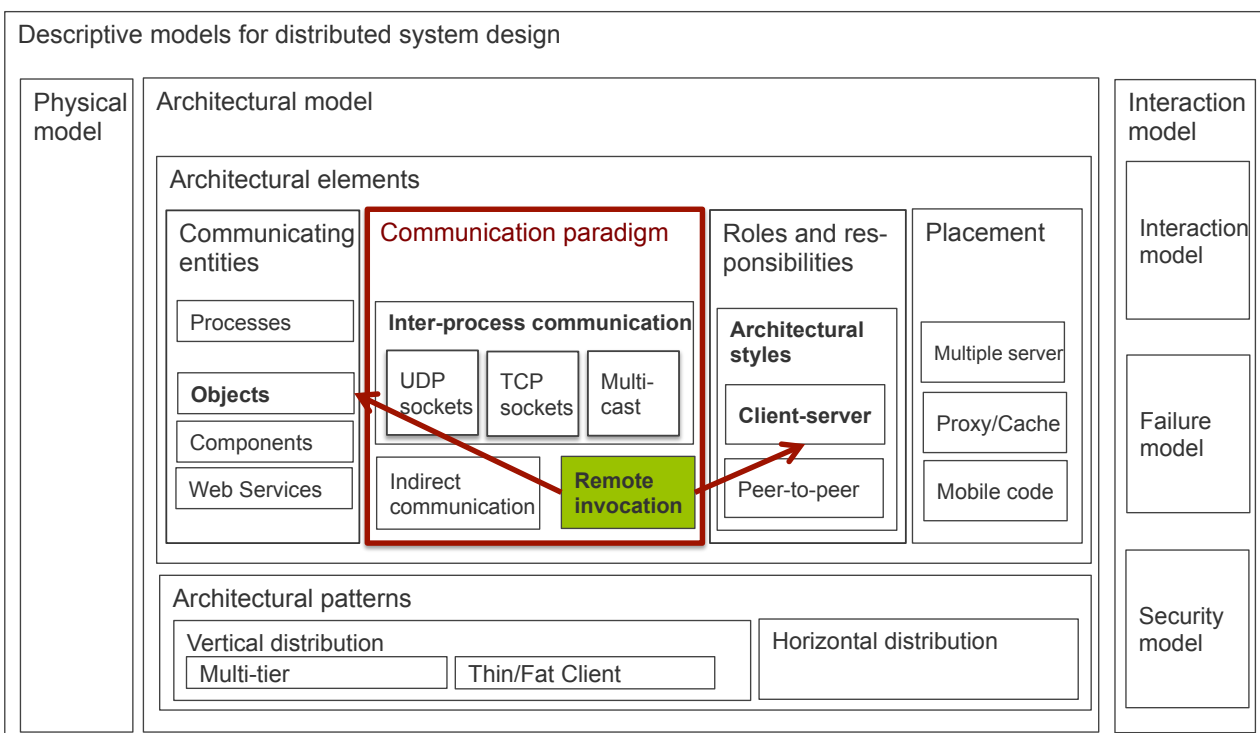 Descriptive models for distributed system design
Physical
model
Architectural model
Architectural elements
Communicating
entities
Processes
Objects
Components
Web Services
Communication paradigm
Inter-process communication
UDP
sockets
TCP
sockets
Multi-
cast
Indirect
communication
Remote
invocation
Roles and res-
ponsibilities
Architectural
styles
Client-server
Peer-to-peer
Placement
Multiple server
Proxy/Cache
Mobile code
Architectural patterns
Vertical distribution
Multi-tier
Thin/Fat Client
Horizontal distribution
Interaction
model
Interaction
model
Failure
model
Security
model